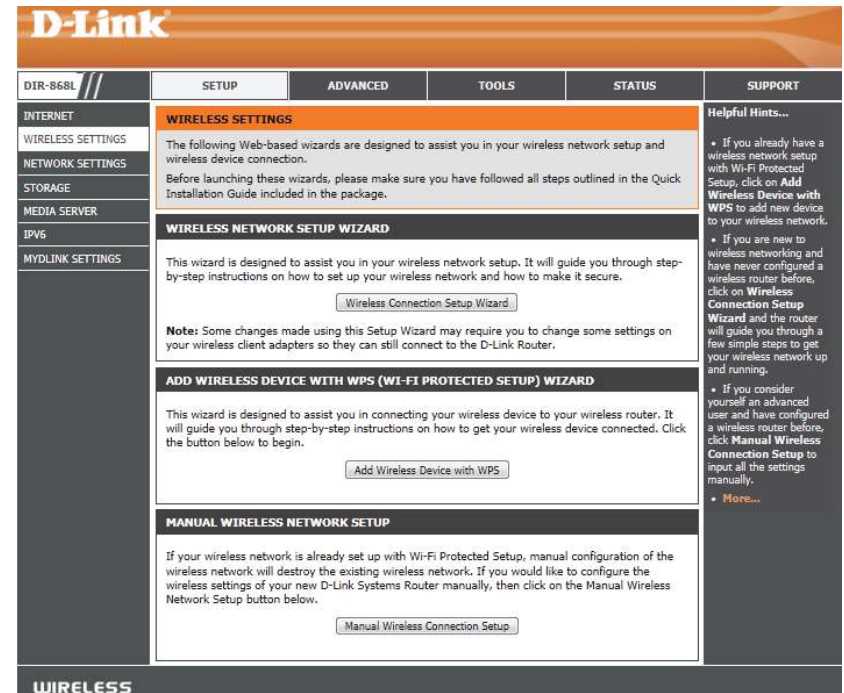 D-Link
DIR-868L
SETUP
ADVANCED
TOOLS
STATUS
SUPPORT
INTERNET
WIRELESS SETTINGS
NETWORK SETTINGS
STORAGE
MEDIA SERVER
IPV6
MYDLINK SETTINGS
WIRELESS SETTINGS
The following Web-based wizards are designed to assist you in your wireless network setup and
wireless device connection.
Before launching these wizards, please make sure you have followed all steps outlined in the Quick
Installation Guide included in the package.
WIRELESS NETWORK SETUP WIZARD
This wizard is designed to assist you in your wireless network setup. It will guide you through step-
by-step instructions on how to set up your wireless network and how to make it secure.
Wireless Connection Setup Wizard
Note: Some changes made using this Setup Wizard may require you to change some settings on
your wireless client adapters so they can still connect to the D-Link Router.
ADD WIRELESS DEVICE WITH WPS (WI-FI PROTECTED SETUP) WIZARD
This wizard is designed to assist you in connecting your wireless device to your wireless router. It
will guide you through step-by-step instructions on how to get your wireless device connected. Click
the button below to begin.
Add Wireless Device with WPS
MANUAL WIRELESS NETWORK SETUP
If your wireless network is already set up with Wi-Fi Protected Setup, manual configuration of the
wireless network will destroy the existing wireless network. If you would like to configure the
wireless settings of your new D-Link Systems Router manually, then click on the Manual Wireless
Network Setup button below.
Manual Wireless Connection Setup
Helpful Hints...
• If you already have a
wireless network setup
with Wi-Fi Protected
Setup, click on Add
Wireless Device with
WPS to add new device
to your wireless network.
• If you are new to
wireless networking and
have never configured a
wireless router before,
click on Wireless
Connection Setup
Wizard and the router
will guide you through a
few simple steps to get
your wireless network up
and running.
• If you consider
yourself an advanced
user and have configured
a wireless router before,
click Manual Wireless
Connection Setup to
input all the settings
manually.
• More...
WIRELESS